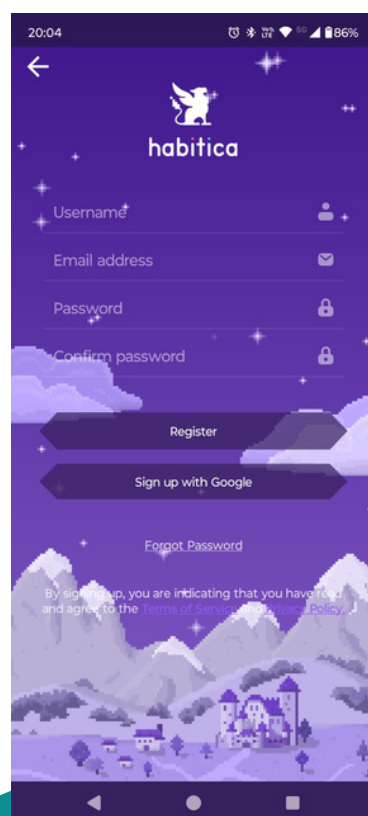 20:04
5G 86%
habitica
Username
Email address
Password
Confirm password
Register
Sign up with Google
Forgot Password
By signing up, you are indicating that you have read
and agree to the Terms of Service and Privacy Policy.